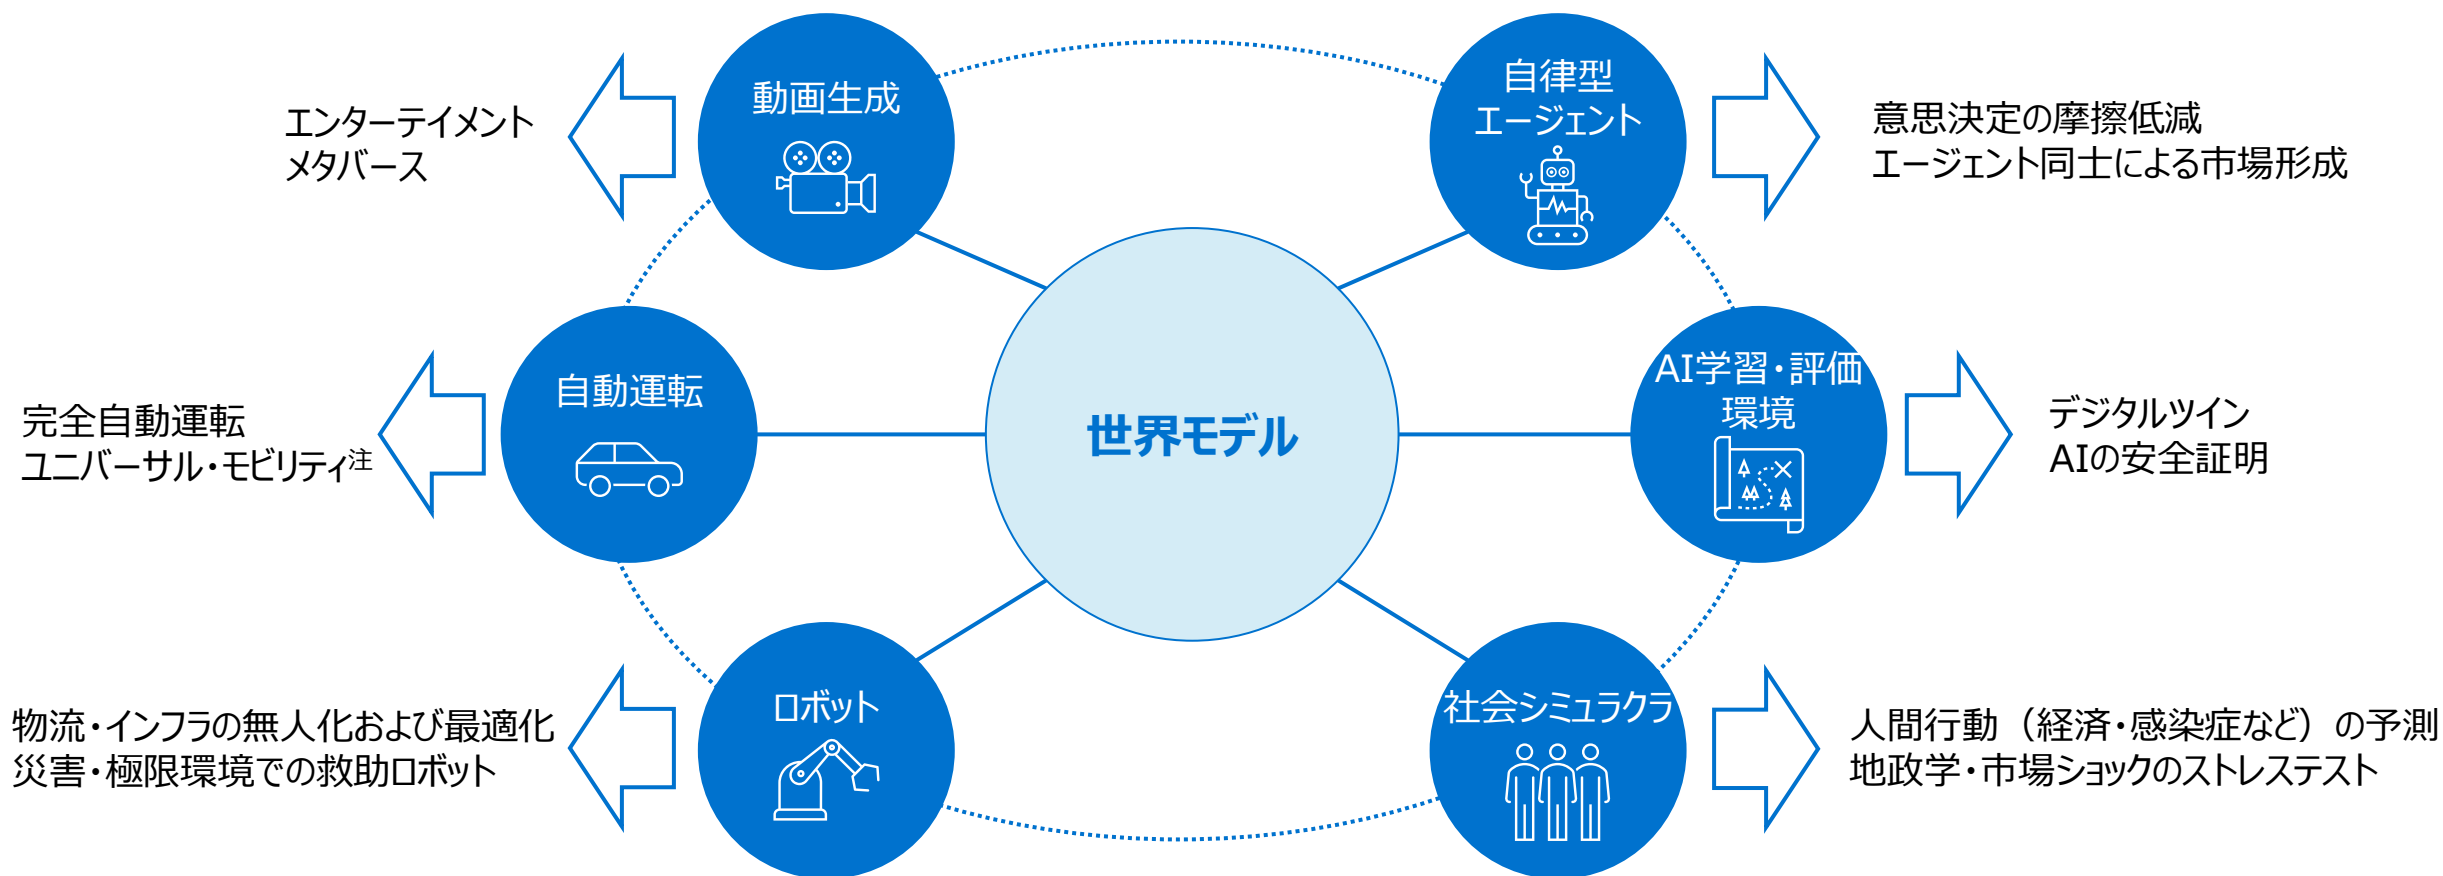 動画生成
エンターテイメント
メタバース
自律型
エージェント
意思決定の摩擦低減
エージェント同士による市場形成
世界モデル
自動運転
完全自動運転
ユニバーサル・モビリティ注
AI学習・評価
環境
デジタルツイン
AIの安全証明
ロボット
物流・インフラの無人化および最適化
災害・極限環境での救助ロボット
社会シミュラクラ
人間行動（経済・感染症など）の予測
地政学・市場ショックのストレステスト